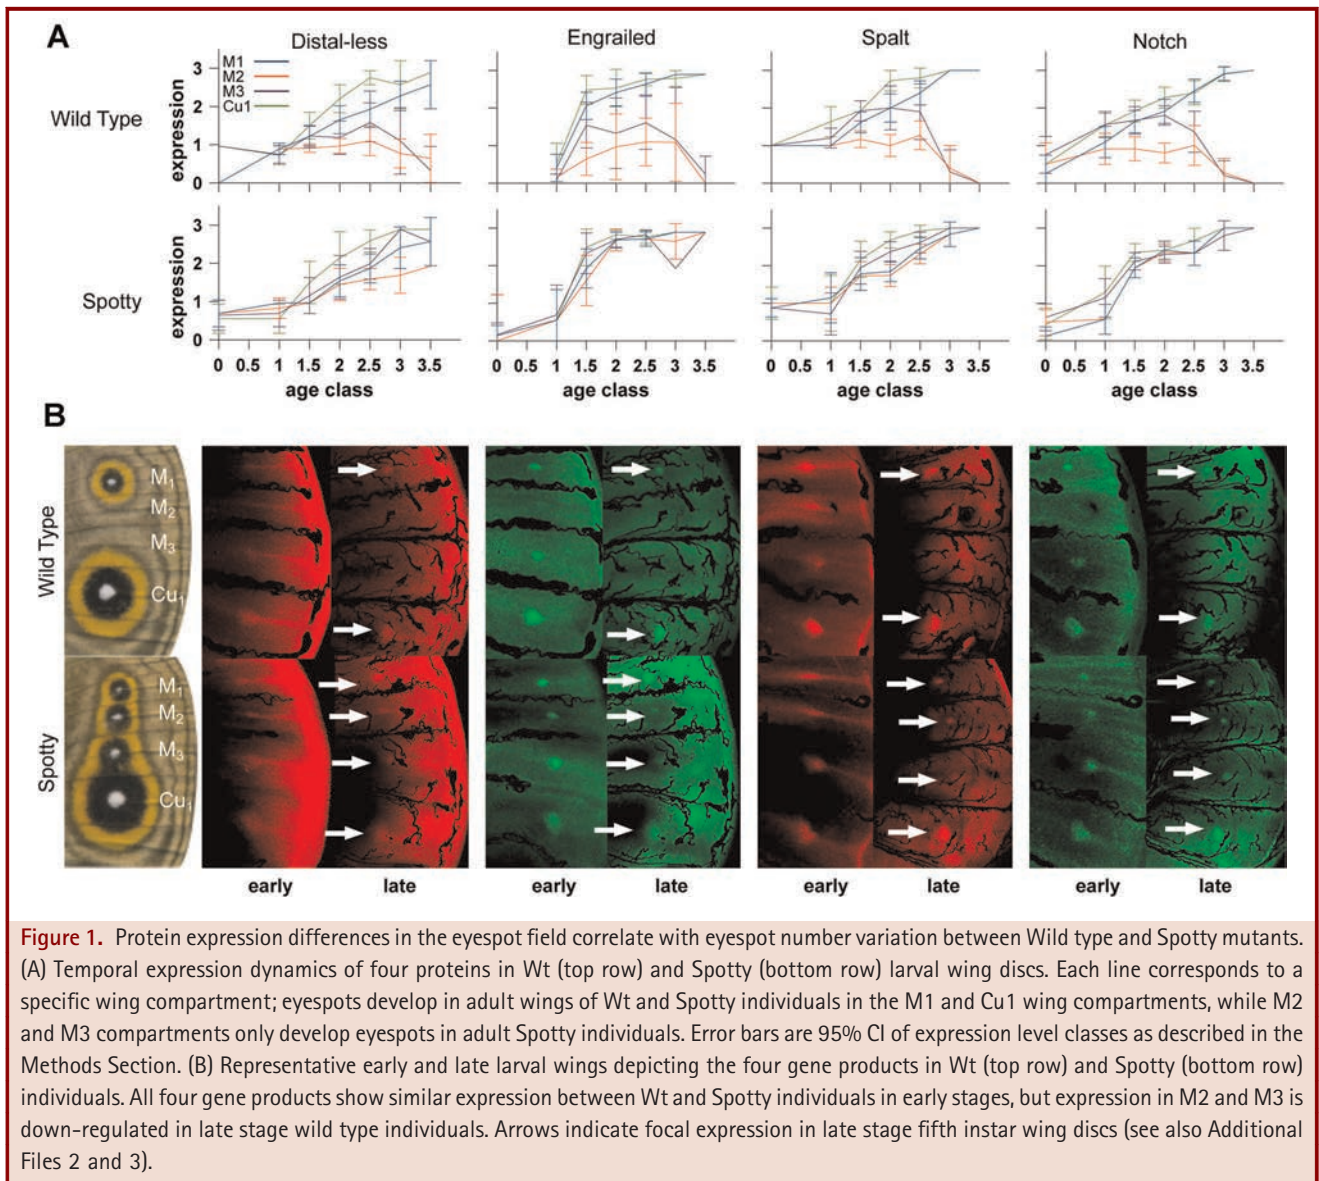 A
Distal-less
Engrailed
Spalt
Notch
M1
M2
M3
Cu1
Wild Type
expression
3
2
1
0
Spotty
expression
3
2
1
0
0 0.5 1 1.5 2 2.5 3 3.5
age class
0 0.5 1 1.5 2 2.5 3 3.5
age class
0 0.5 1 1.5 2 2.5 3 3.5
age class
0 0.5 1 1.5 2 2.5 3 3.5
age class
B
Wild Type
M1
M2
M3
Cu1
Spotty
M1
M2
M3
Cu1
early late
early late
early late
early late
Figure 1. Protein expression differences in the eyespot field correlate with eyespot number variation between Wild type and Spotty mutants.
(A) Temporal expression dynamics of four proteins in Wt (top row) and Spotty (bottom row) larval wing discs. Each line corresponds to a
specific wing compartment; eyespots develop in adult wings of Wt and Spotty individuals in the M1 and Cu1 wing compartments, while M2
and M3 compartments only develop eyespots in adult Spotty individuals. Error bars are 95% CI of expression level classes as described in the
Methods Section. (B) Representative early and late larval wings depicting the four gene products in Wt (top row) and Spotty (bottom row)
individuals. All four gene products show similar expression between Wt and Spotty individuals in early stages, but expression in M2 and M3 is
down-regulated in late stage wild type individuals. Arrows indicate focal expression in late stage fifth instar wing discs (see also Additional
Files 2 and 3).